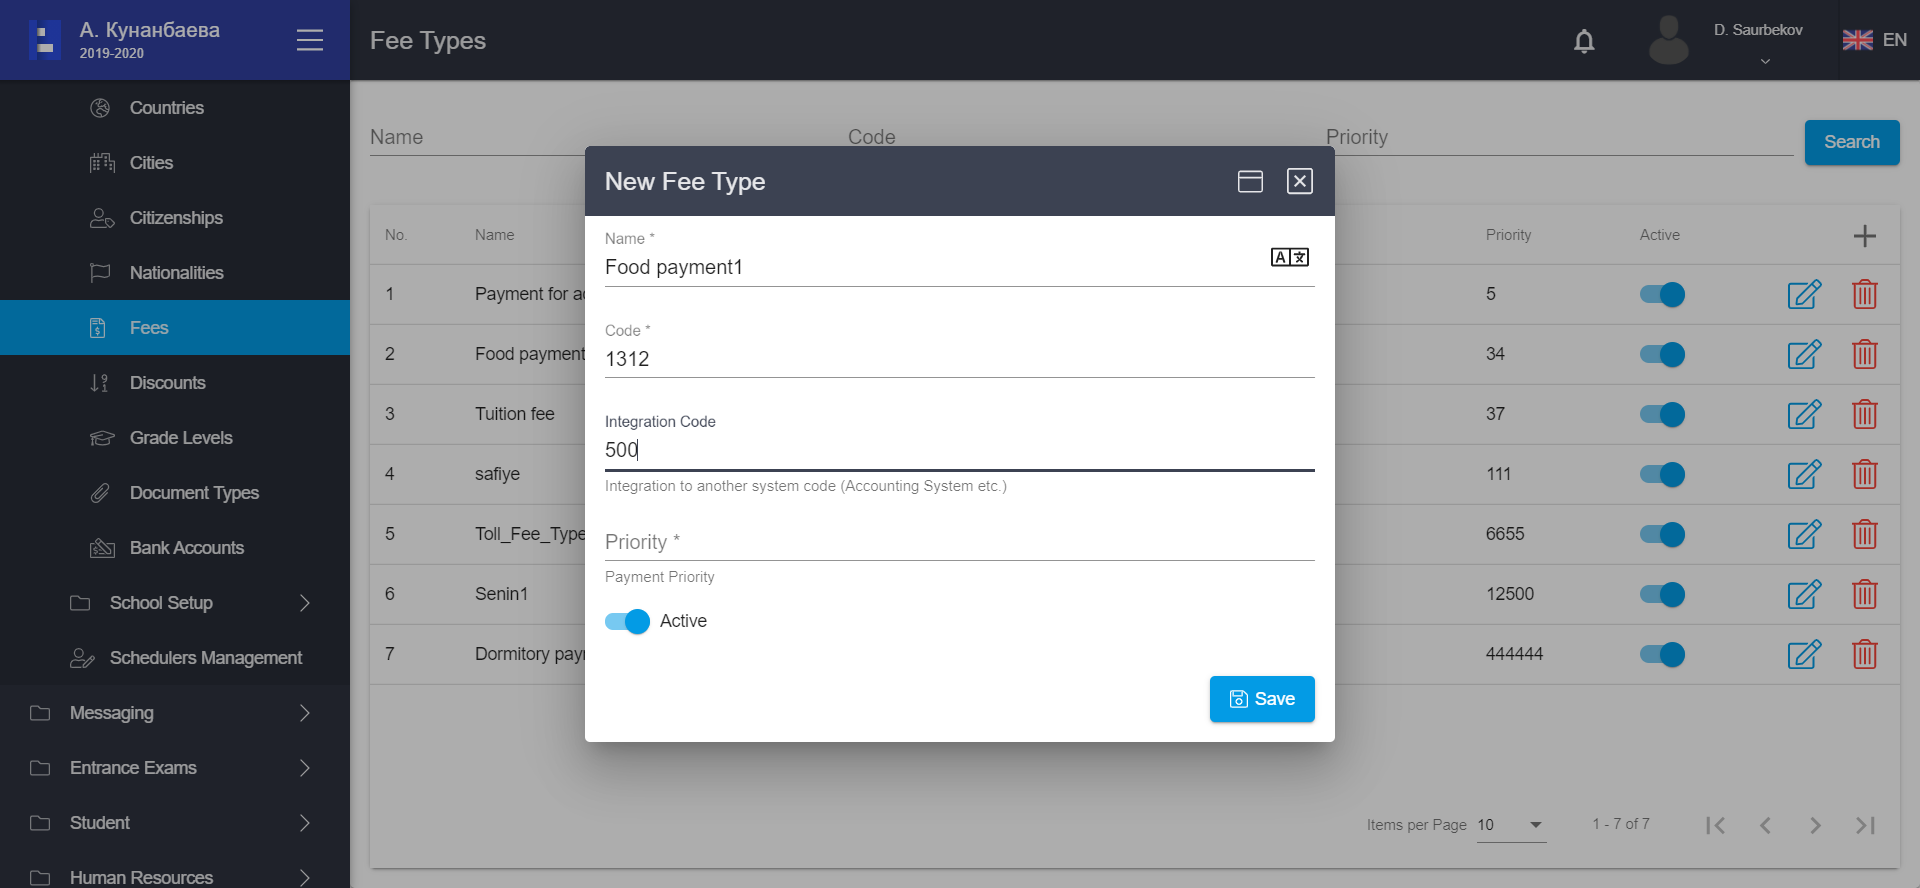 А. Кунанбаева
2019-2020
Fee Types
D. Saurbekov
EN
Countries
Cities
Citizenships
Nationalities
Fees
Discounts
Grade Levels
Document Types
Bank Accounts
School Setup
Schedulers Management
Messaging
Entrance Exams
Student
Human Resources
Name Code Priority Search
No. Name Priority Active
1 Payment for 5
2 Food payment 34
3 Tuition fee 37
4 safiye 111
5 Toll_Fee_Type 6655
6 Senin1 12500
7 Dormitory 444444
Items per Page 10 1 - 7 of 7
New Fee Type
Name *
Food payment1
A 文
Code *
1312
Integration Code
500
Integration to another system code (Accounting System etc.)
Priority *
Payment Priority
Active
Save